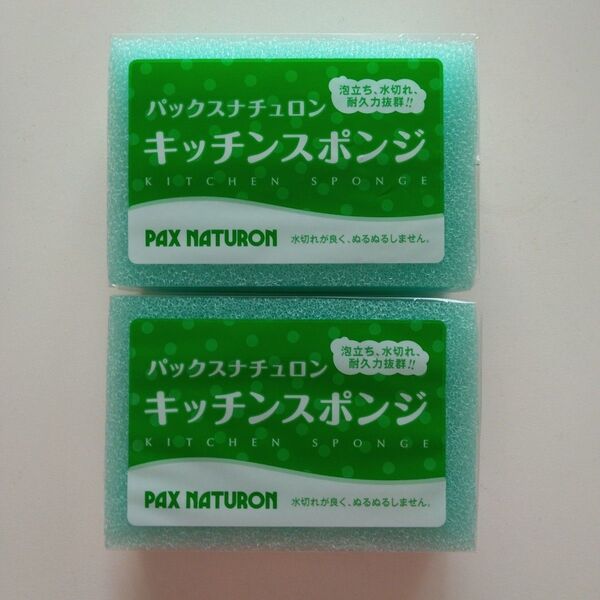 泡立ち、水切れ、
耐久力抜群!!
パックスナチュロン
キッチンスポンジ
KITCHEN SPONGE
PAX NATURON 水切れが良く、ぬるぬるしません。
泡立ち、水切れ、
耐久力抜群!!
パックスナチュロン
キッチンスポンジ
KITCHEN SPONGE
PAX NATURON 水切れが良く、ぬるぬるしません。